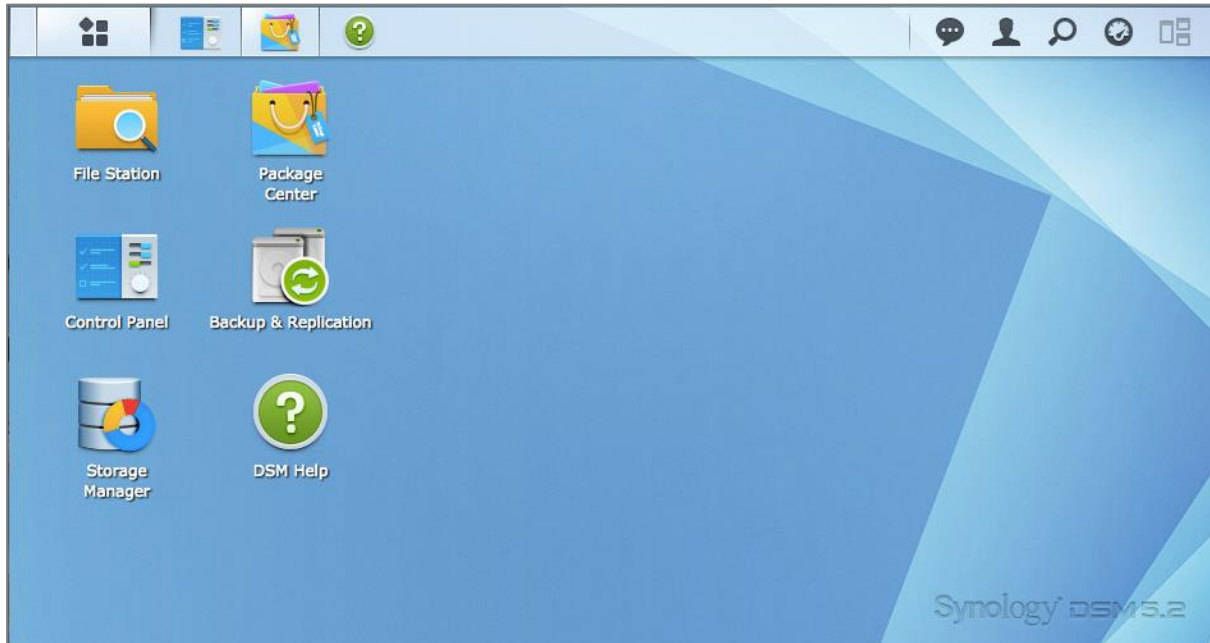 File Station
Package
Center
Control Panel
Backup & Replication
Storage
Manager
DSM Help
Synology DSM 5.2